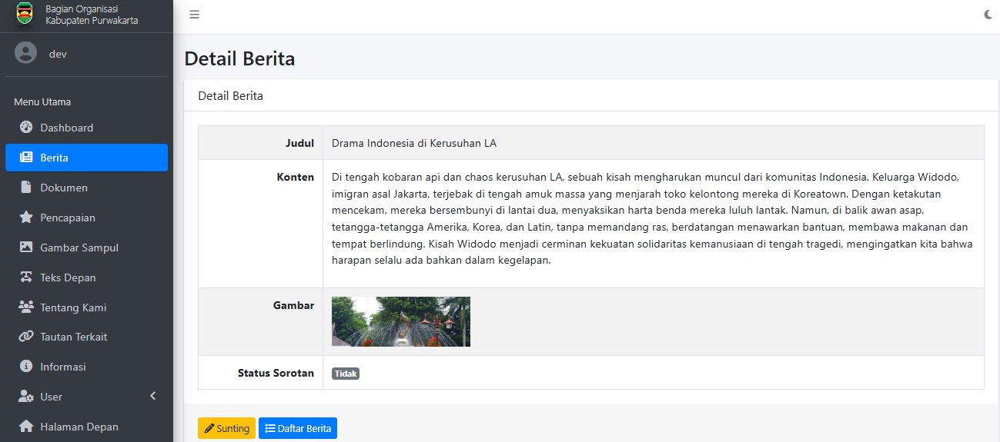 Bagian Organisasi
Kabupaten Purwakarta
dev
Menu Utama
Dashboard
Berita
Dokumen
Pencapaian
Gambar Sampul
Teks Depan
Tentang Kami
Tautan Terkait
Informasi
User
Halaman Depan
Detail Berita
Detail Berita
Judul
Drama Indonesia di Kerusuhan LA
Konten
Di tengah kobaran api dan chaos kerusuhan LA, sebuah kisah mengharukan muncul dari komunitas Indonesia. Keluarga Widodo,
imigran asal Jakarta, terjebak di tengah amuk massa yang menjarah toko kelontong mereka di Koreatown. Dengan ketakutan
mencekam, mereka bersembunyi di lantai dua, menyaksikan harta benda mereka luluh lantak. Namun, di balik awan asap,
tetangga-tetangga Amerika, Korea, dan Latin, tanpa memandang ras, berdatangan menawarkan bantuan, membawa makanan dan
tempat berlindung. Kisah Widodo menjadi cerminan kekuatan solidaritas kemanusiaan di tengah tragedi, mengingatkan kita bahwa
harapan selalu ada bahkan dalam kegelapan.
Gambar
Status Sorotan
Tidak
Sunting
Daftar Berita